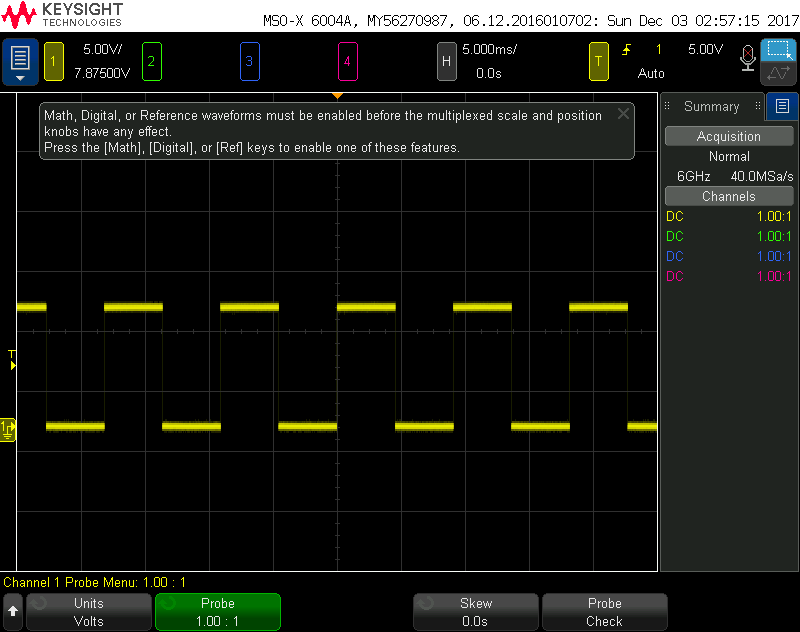 KEYSIGHT
TECHNOLOGIES
MSO-X 6004A, MY56270987, 06.12.2016010702: Sun Dec 03 02:57:15 2017
1 5.00V/ 2 3 4 H 5.000ms/ T 1 5.00V
7.87500V 0.0s Auto
Math, Digital, or Reference waveforms must be enabled before the multiplexed scale and position
knobs have any effect.
Press the [Math], [Digital], or [Ref] keys to enable one of these features.
Summary
Acquisition
Normal
6GHz 40.0MSa/s
Channels
DC 1.00:1
DC 1.00:1
DC 1.00:1
DC 1.00:1
T
1
Channel 1 Probe Menu: 1.00 : 1
Units
Volts
Probe
1.00 : 1
Skew
0.0s
Probe
Check